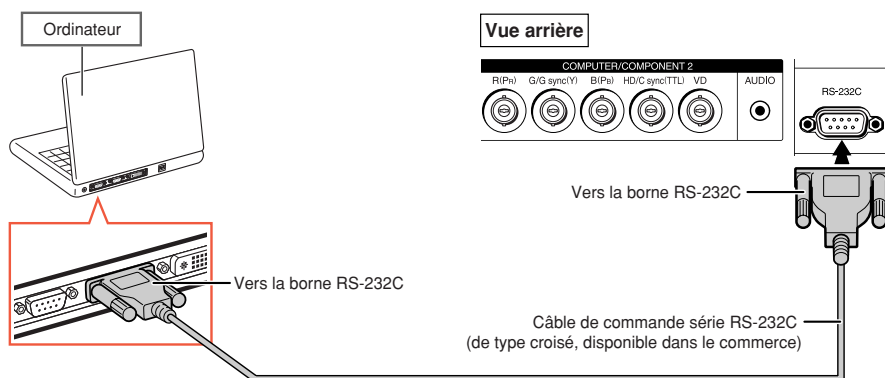 Ordinateur
Vue arrière
COMPUTER/COMPONENT 2
R(PR) G/G sync(Y) B(PB) HD/C sync(TTL) VD
AUDIO
RS-232C
Vers la borne RS-232C
Vers la borne RS-232C
Câble de commande série RS-232C
(de type croisé, disponible dans le commerce)